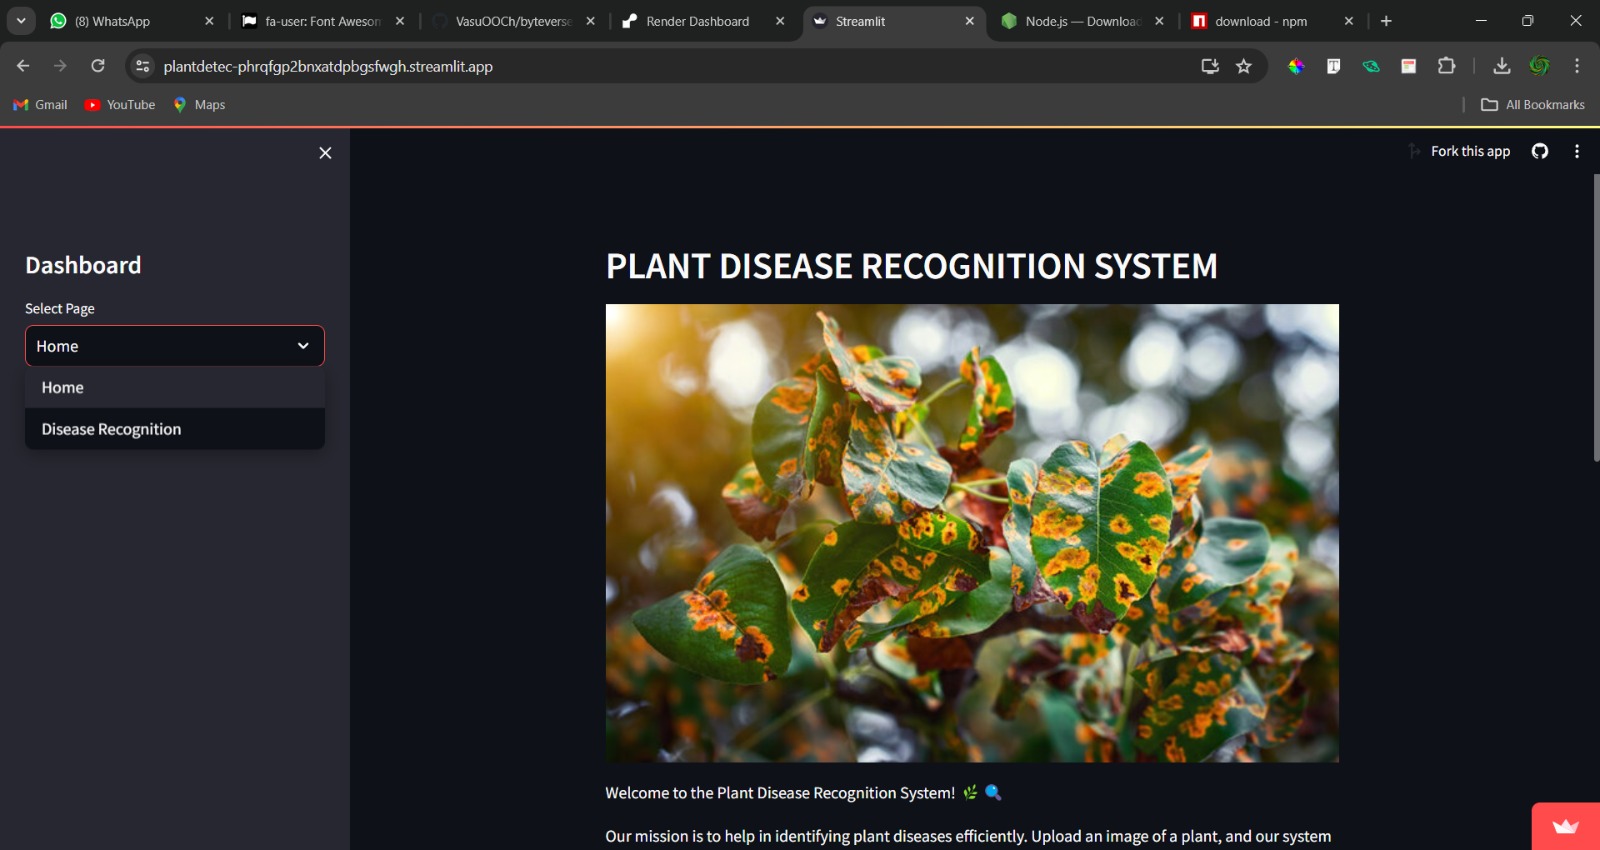 (8) WhatsApp
fa-user: Font Awesom
VasuOOCh/byteverse
Render Dashboard
Streamlit
Node.js — Download
download - npm
plantdetec-phrqfgp2bnxatdpbgsfwgh.streamlit.app
Gmail
YouTube
Maps
All Bookmarks
Fork this app
Dashboard
Select Page
Home
Home
Disease Recognition
PLANT DISEASE RECOGNITION SYSTEM
Welcome to the Plant Disease Recognition System! 🌿 🔍
Our mission is to help in identifying plant diseases efficiently. Upload an image of a plant, and our system